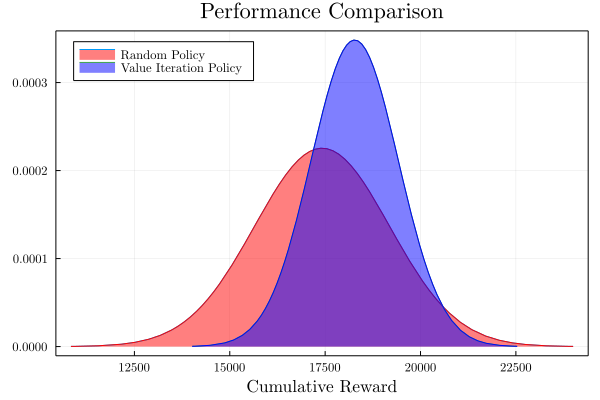 Performance Comparison
Random Policy
Value Iteration Policy
0.0003
0.0002
0.0001
0.0000
12500 15000 17500 20000 22500
Cumulative Reward